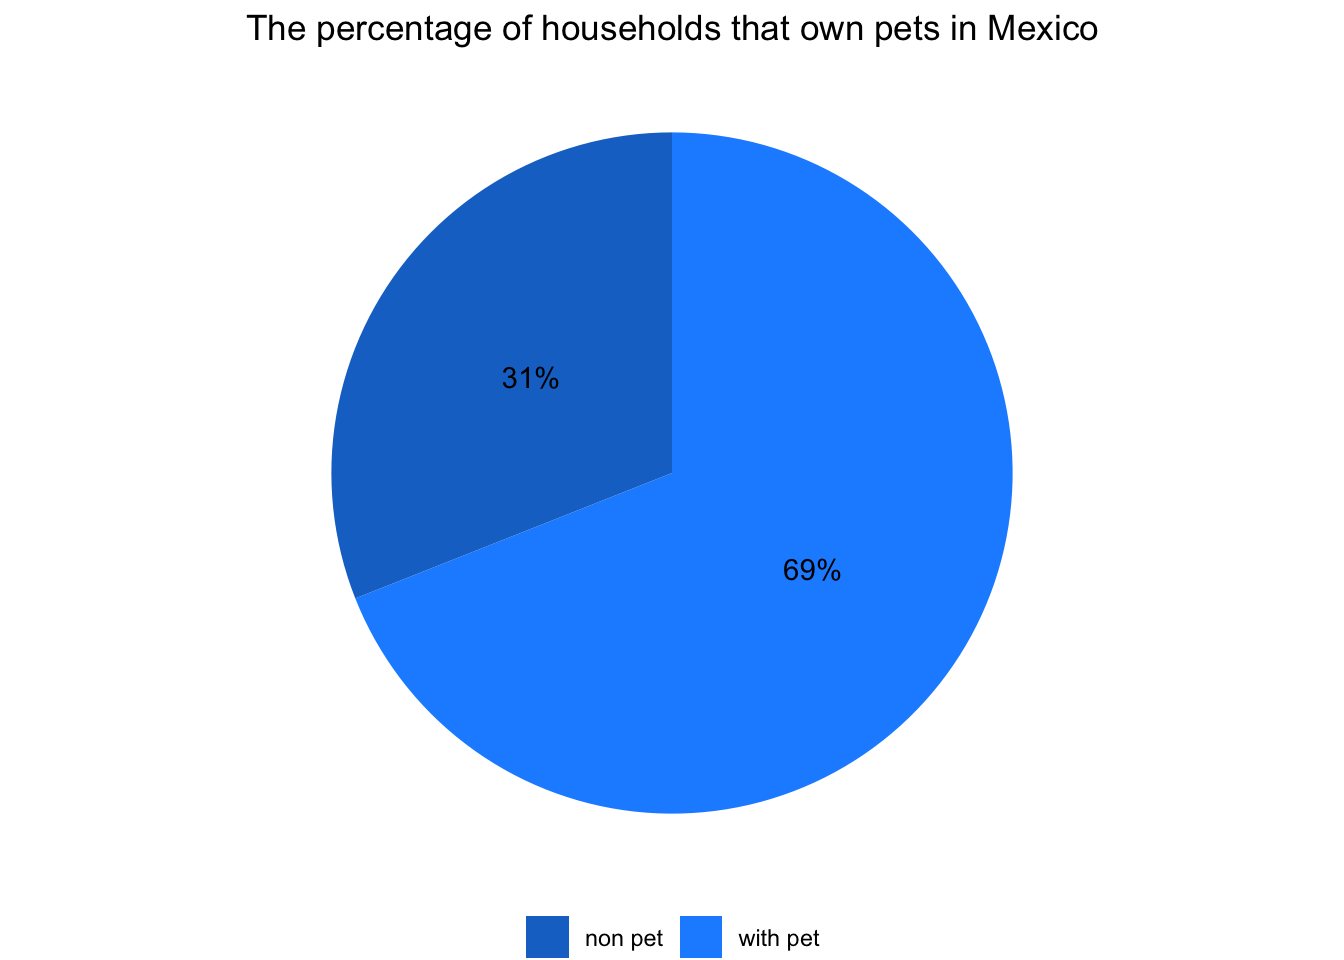 The percentage of households that own pets in Mexico
31%
69%
non pet with pet